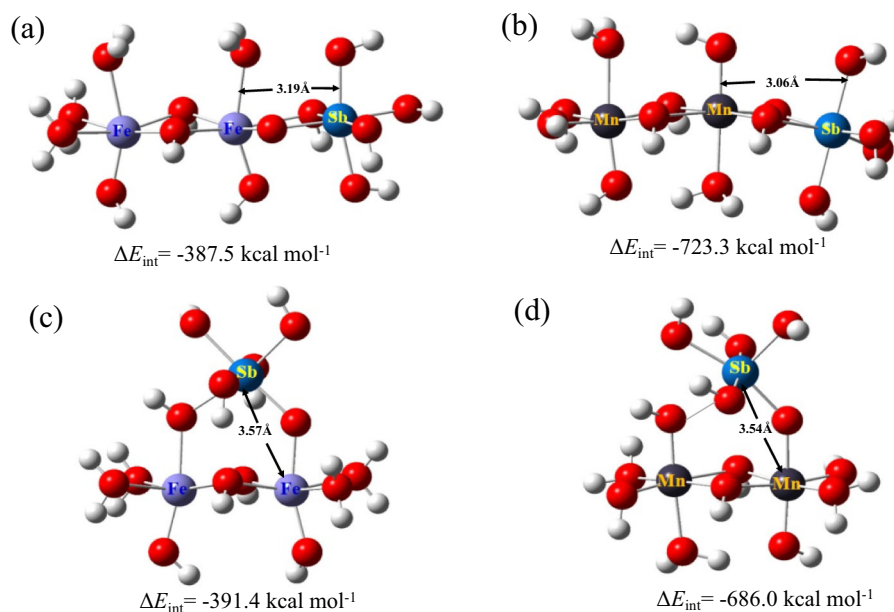 (a)
3.19Å
Fe Fe Sb
ΔE_int= -387.5 kcal mol⁻¹
(b)
3.06Å
Mn Mn Sb
ΔE_int= -723.3 kcal mol⁻¹
(c)
Sb
3.57Å
Fe Fe
ΔE_int= -391.4 kcal mol⁻¹
(d)
Sb
3.54Å
Mn Mn
ΔE_int= -686.0 kcal mol⁻¹